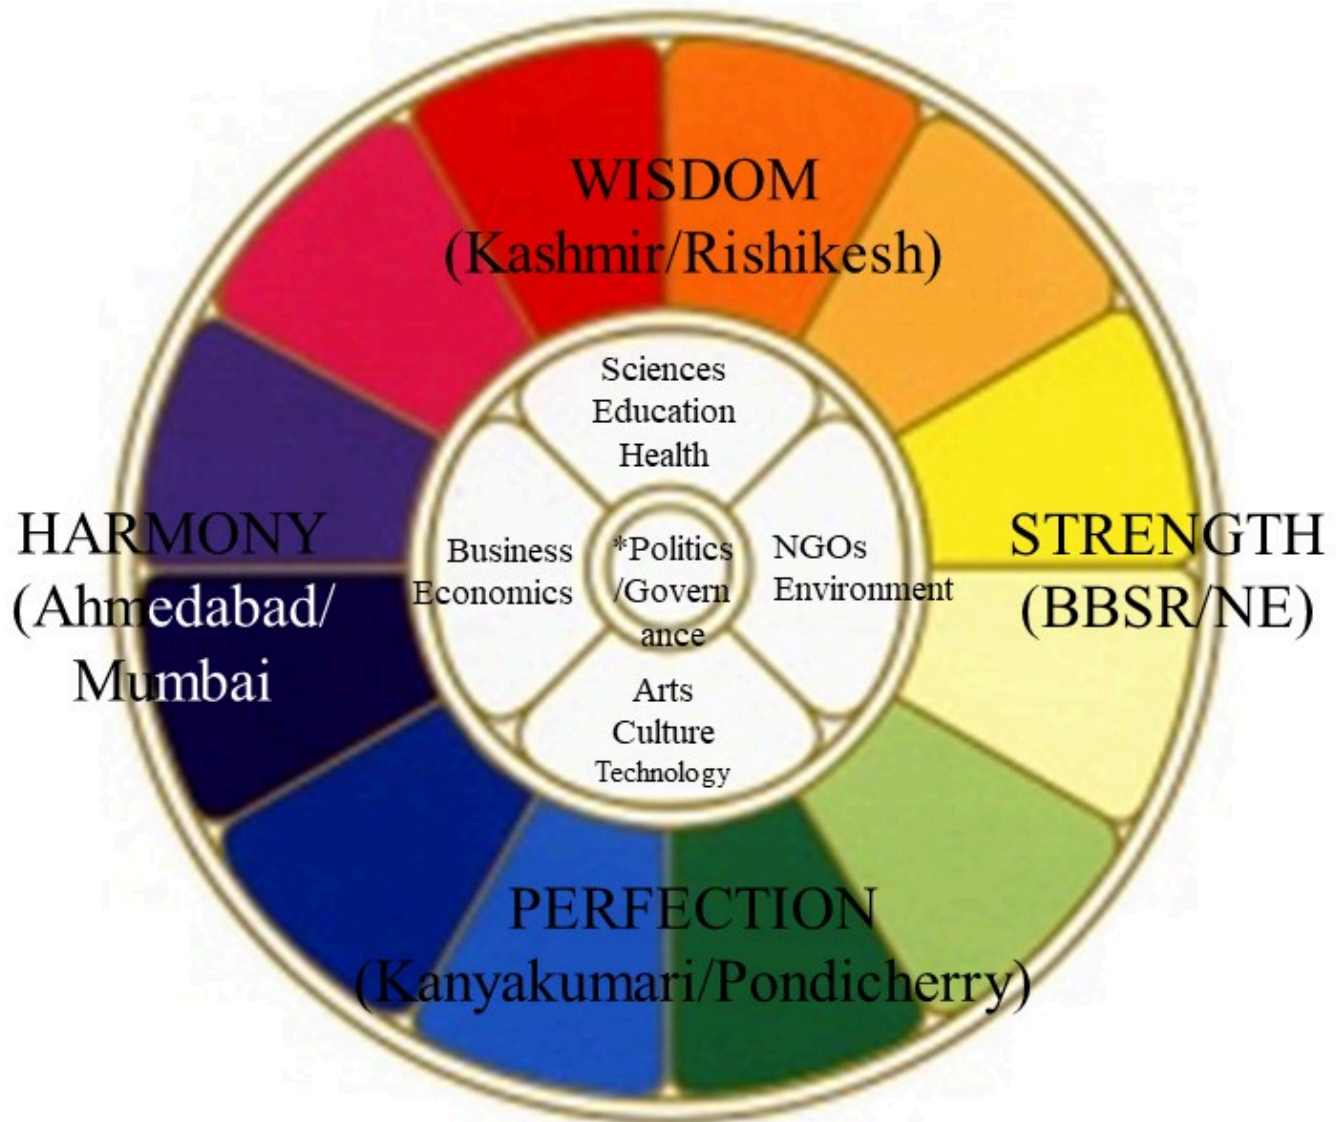 WISDOM
(Kashmir/Rishikesh)
Sciences
Education
Health
HARMONY
(Ahmedabad/
Mumbai
Business
Economics
*Politics
/Govern
ance
NGOs
Environment
STRENGTH
(BBSR/NE)
Arts
Culture
Technology
PERFECTION
(Kanyakumari/Pondicherry)